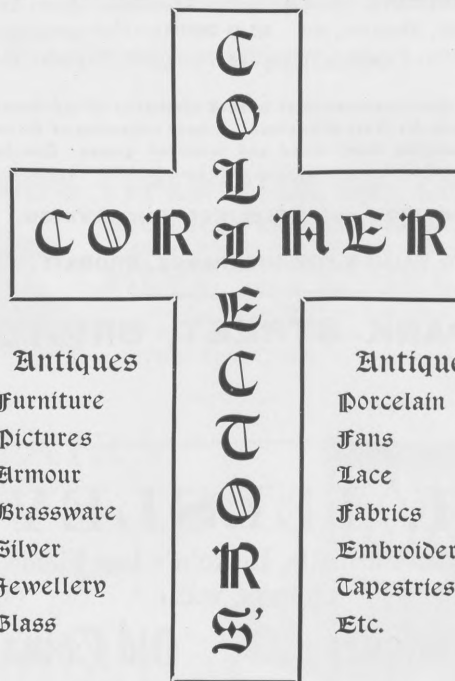 COLLECTORS'
CORNER
Antiques
Furniture
Pictures
Armour
Brassware
Silver
Jewellery
Glass
Antique
Porcelain
Fans
Lace
Fabrics
Embroider
Tapestries
Etc.